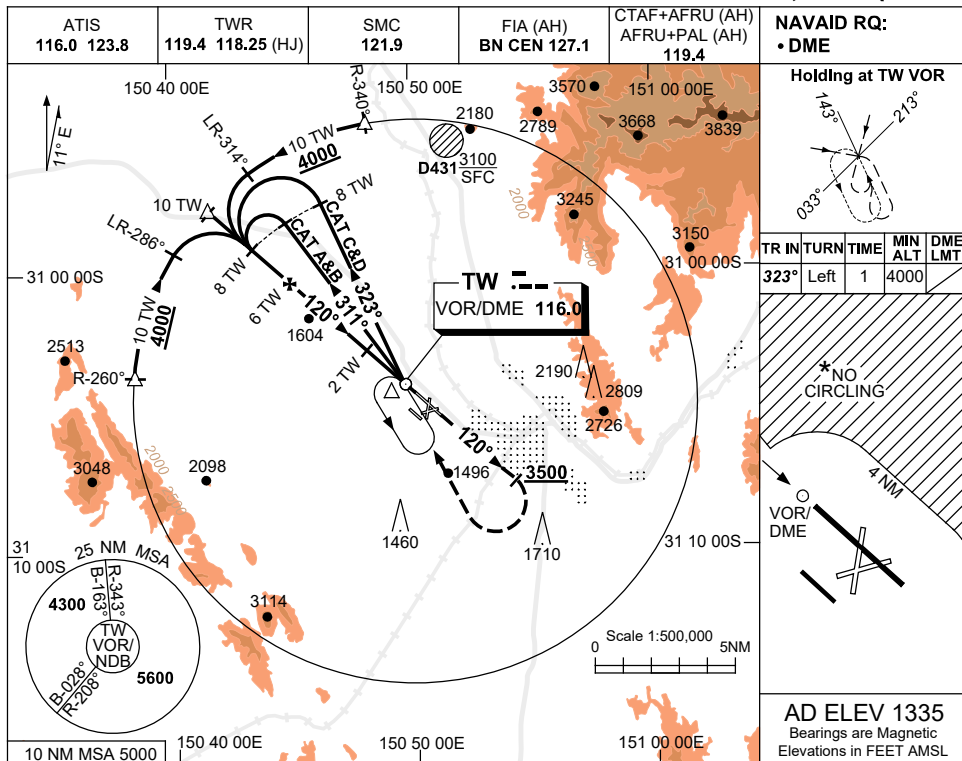 ATIS
116.0 123.8
TWR
119.4 118.25 (HJ)
SMC
121.9
FIA (AH)
BN CEN 127.1
CTAF+AFRU (AH)
AFRU+PAL (AH)
119.4
NAVAID RQ:
• DME
11° E
150 40 00E
150 50 00E
151 00 00E
R-340°
10 TW
4000
LR-314°
2180
D431 3100
SFC
3570
2789
3668
3839
2000
3245
3150
10 TW
LR-286°
8 TW
CAT C&D
323°
CAT A&B
311°
8 TW
6 TW
120°
1604
2 TW
31 00 00S
31 00 00S
10 TW
4000
R-260°
2513
TW
VOR/DME 116.0
2190
2809
2726
120°
3500
1496
1460
1710
3048
2098
2000
2500
3114
31
10 00S
31 10 00S
25 NM MSA
R-343°
B-163°
4300
TW
VOR/
NDB
5600
B-028°
R-208°
10 NM MSA 5000
150 40 00E
150 50 00E
151 00 00E
Scale 1:500,000
0
5NM
Holding at TW VOR
143°
213°
033°
TR IN
TURN
TIME
MIN
ALT
DME
LMT
323°
Left
1
4000
*NO
CIRCLING
4 NM
VOR/
DME
AD ELEV 1335
Bearings are Magnetic
Elevations in FEET AMSL